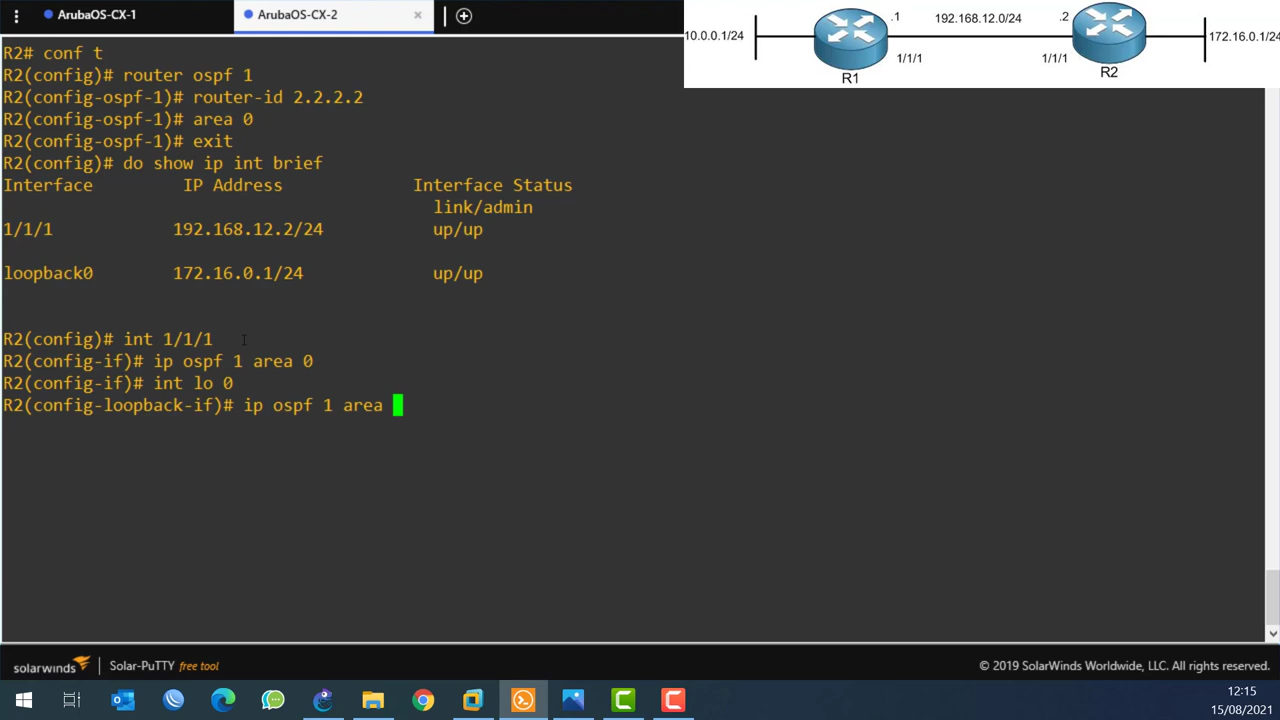 ArubaOS-CX-1
ArubaOS-CX-2
R2# conf t
R2(config)# router ospf 1
R2(config-ospf-1)# router-id 2.2.2.2
R2(config-ospf-1)# area 0
R2(config-ospf-1)# exit
R2(config)# do show ip int brief
Interface IP Address Interface Status
link/admin
1/1/1 192.168.12.2/24 up/up
loopback0 172.16.0.1/24 up/up
R2(config)# int 1/1/1
R2(config-if)# ip ospf 1 area 0
R2(config-if)# int lo 0
R2(config-loopback-if)# ip ospf 1 area
10.0.0.1/24
.1
192.168.12.0/24
.2
172.16.0.1/24
1/1/1
1/1/1
R1
R2
solarwinds
Solar-PuTTY free tool
© 2019 SolarWinds Worldwide, LLC. All rights reserved.
12:15
15/08/2021